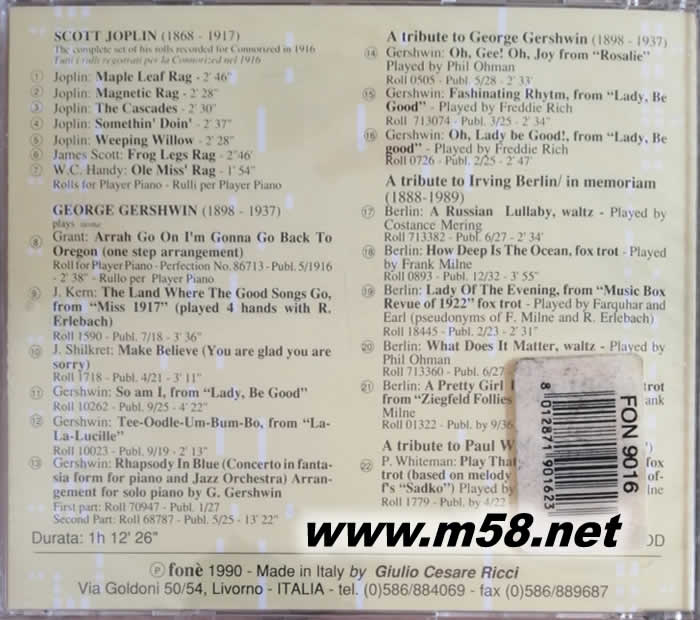 SCOTT JOPLIN (1868 - 1917)
The complete set of his rolls recorded for Connorized in 1916
Tutti i rulli registrati per la Connorized nel 1916
1 Joplin: Maple Leaf Rag - 2' 46"
2 Joplin: Magnetic Rag - 2' 28"
3 Joplin: The Cascades - 2' 30"
4 Joplin: Somethin' Doin' - 2' 37"
5 Joplin: Weeping Willow - 2' 28"
6 James Scott: Frog Legs Rag - 2"46'
7 W.C. Handy: Ole Miss' Rag - 1' 54"
Rolls for Player Piano - Rulli per Player Piano
GEORGE GERSHWIN (1898 - 1937)
plays
8 Grant: Arrah Go On I'm Gonna Go Back To
Oregon (one step arrangement)
Roll for Player Piano - Perfection No. 86713 - Publ. 5/1916
- 2' 38" - Rullo per Player Piano
9 J. Kern: The Land Where The Good Songs Go,
from "Miss 1917" (played 4 hands with R.
Erlebach)
Roll 1590 - Publ. 7/18 - 3' 36"
10 J. Shilkret: Make Believe (You are glad you are
sorry)
Roll 1718 - Publ. 4/21 - 3' 11"
11 Gershwin: So am I, from "Lady, Be Good"
Roll 10262 - Publ. 9/25 - 4' 22"
12 Gershwin: Tee-Oodle-Um-Bum-Bo, from "La-
La-Lucille"
Roll 10023 - Publ. 9/19 - 2' 13"
13 Gershwin: Rhapsody In Blue (Concerto in fanta-
sia form for piano and Jazz Orchestra) Arran-
gement for solo piano by G. Gershwin
First part: Roll 70947 - Publ. 1/27
Second Part: Roll 68787 - Publ. 5/25 - 13' 22"
Durata: 1h 12' 26"
A tribute to George Gershwin (1898 - 1937)
14 Gershwin: Oh, Gee! Oh, Joy from "Rosalie"
Played by Phil Ohman
Roll 0505 - Publ. 5/28 - 2' 33'
15 Gershwin: Fashinating Rhytm, from "Lady, Be
Good" - Played by Freddie Rich
Roll 713074 - Publ. 3/25 - 2' 34"
16 Gershwin: Oh, Lady be Good!, from "Lady, Be
good" - Played by Freddie Rich
Roll 0726 - Publ. 2/25 - 2' 47'
A tribute to Irving Berlin/ in memoriam
(1888-1989)
17 Berlin: A Russian Lullaby, waltz - Played by
Costance Mering
Roll 713382 - Publ. 6/27 - 2' 34'
18 Berlin: How Deep Is The Ocean, fox trot - Played
by Frank Milne
Roll 0893 - Publ. 12/32 - 3' 55"
19 Berlin: Lady Of The Evening, from "Music Box
Revue of 1922" fox trot - Played by Farquhar and
Earl (pseudonyms of F. Milne and R. Erlebach)
Roll 18445 - Publ. 2/23 - 2' 31"
20 Berlin: What Does It Matter, waltz - Played by
Phil Ohman
Roll 713360 - Publ. 6/27
21 Berlin: A Pretty Girl trot
from "Ziegfeld Follies ank
Milne
Roll 01322 - Publ. by 9/36
A tribute to Paul W
22 P. Whiteman: Play That fox
trot (based on melody of-
f's "Sadko") Played by lne
Roll 1779 - Publ. 4/22
FON 9016
8 012871 901623
www.m58.net
DD
P fonè 1990 - Made in Italy by Giulio Cesare Ricci
Via Goldoni 50/54, Livorno - ITALIA - tel. (0)586/884069 - fax (0)586/889687